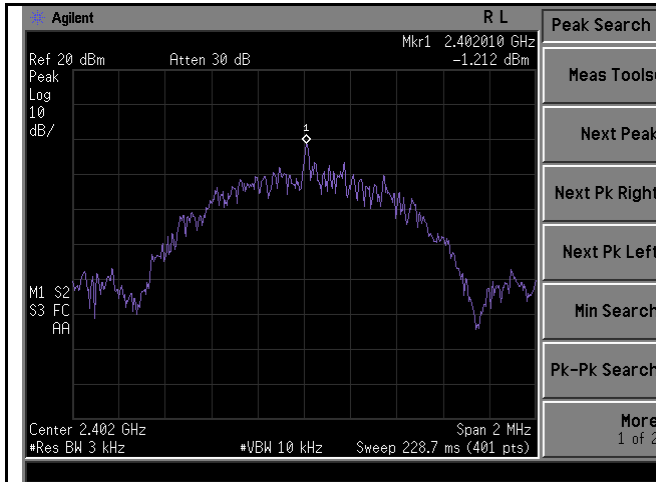 Agilent R L
Mkr1 2.402010 GHz
Ref 20 dBm Atten 30 dB -1.212 dBm
Peak
Log
10
dB/
1
M1 S2
S3 FC
AA
Center 2.402 GHz Span 2 MHz
#Res BW 3 kHz #VBW 10 kHz Sweep 228.7 ms (401 pts)
Peak Search
Meas Tools
Next Peak
Next Pk Right
Next Pk Left
Min Search
Pk-Pk Search
More
1 of 2